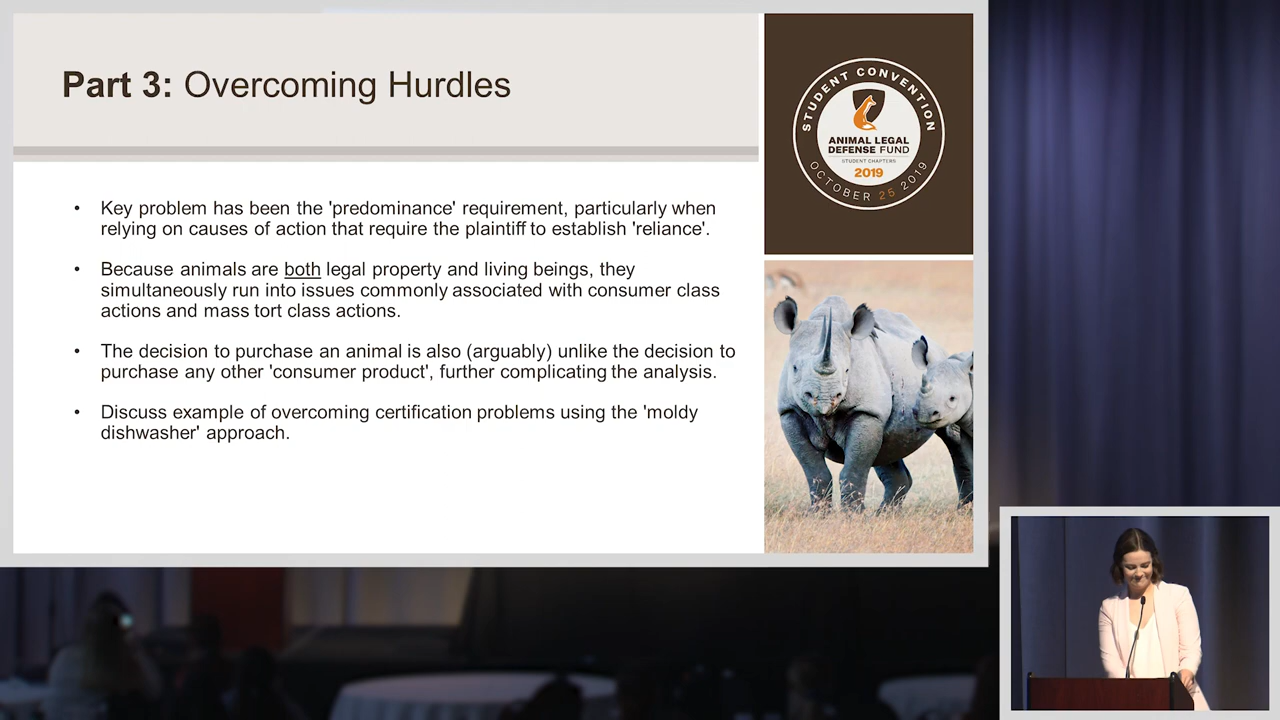 Part 3: Overcoming Hurdles
• Key problem has been the 'predominance' requirement, particularly when
relying on causes of action that require the plaintiff to establish 'reliance'.
• Because animals are both legal property and living beings, they
simultaneously run into issues commonly associated with consumer class
actions and mass tort class actions.
• The decision to purchase an animal is also (arguably) unlike the decision to
purchase any other 'consumer product', further complicating the analysis.
• Discuss example of overcoming certification problems using the 'moldy
dishwasher' approach.
STUDENT CONVENTION
ANIMAL LEGAL
DEFENSE FUND
STUDENT CHAPTERS
2019
OCTOBER 25 2019